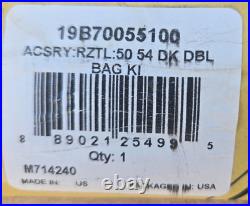 19B70055100
ACSRY:RZTL:50 54 DK DBL
BAG KI
8 89021 25499 5
Qty: 1
M714240
MADE IN US PACKAGED IN: USA